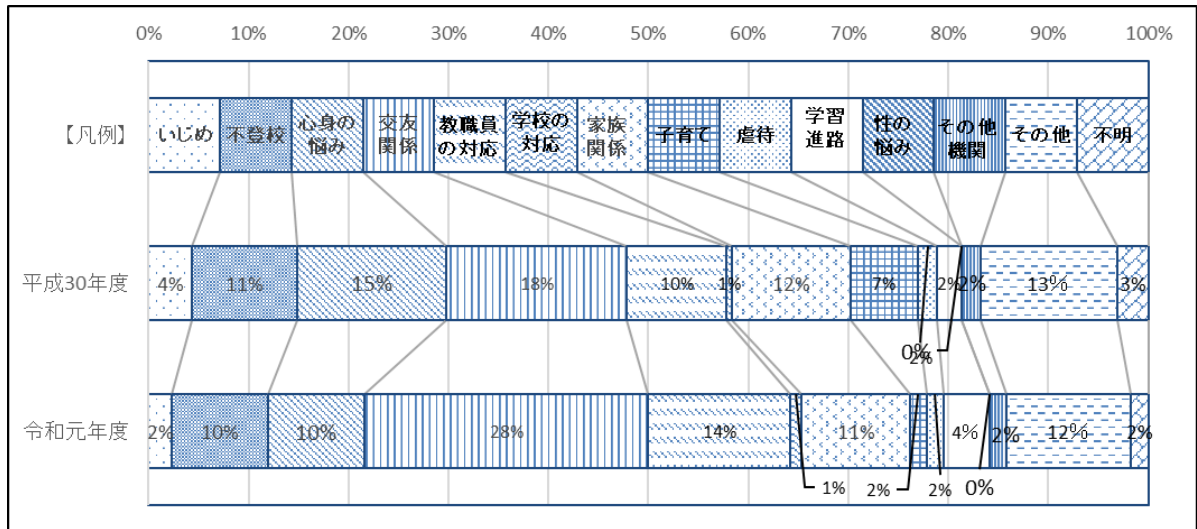 0% 10% 20% 30% 40% 50% 60% 70% 80% 90% 100%
【凡例】
いじめ
不登校
心身の
悩み
交友
関係
教職員
の対応
学校の
対応
家族
関係
子育て
虐待
学習
進路
性の
悩み
その他
機関
その他
不明
平成30年度
4% 11% 15% 18% 10% 1% 12% 7% 2% 2% 13% 3%
0% 2%
令和元年度
2% 10% 10% 28% 14% 11% 4% 2% 12% 2%
1% 2% 2% 0%